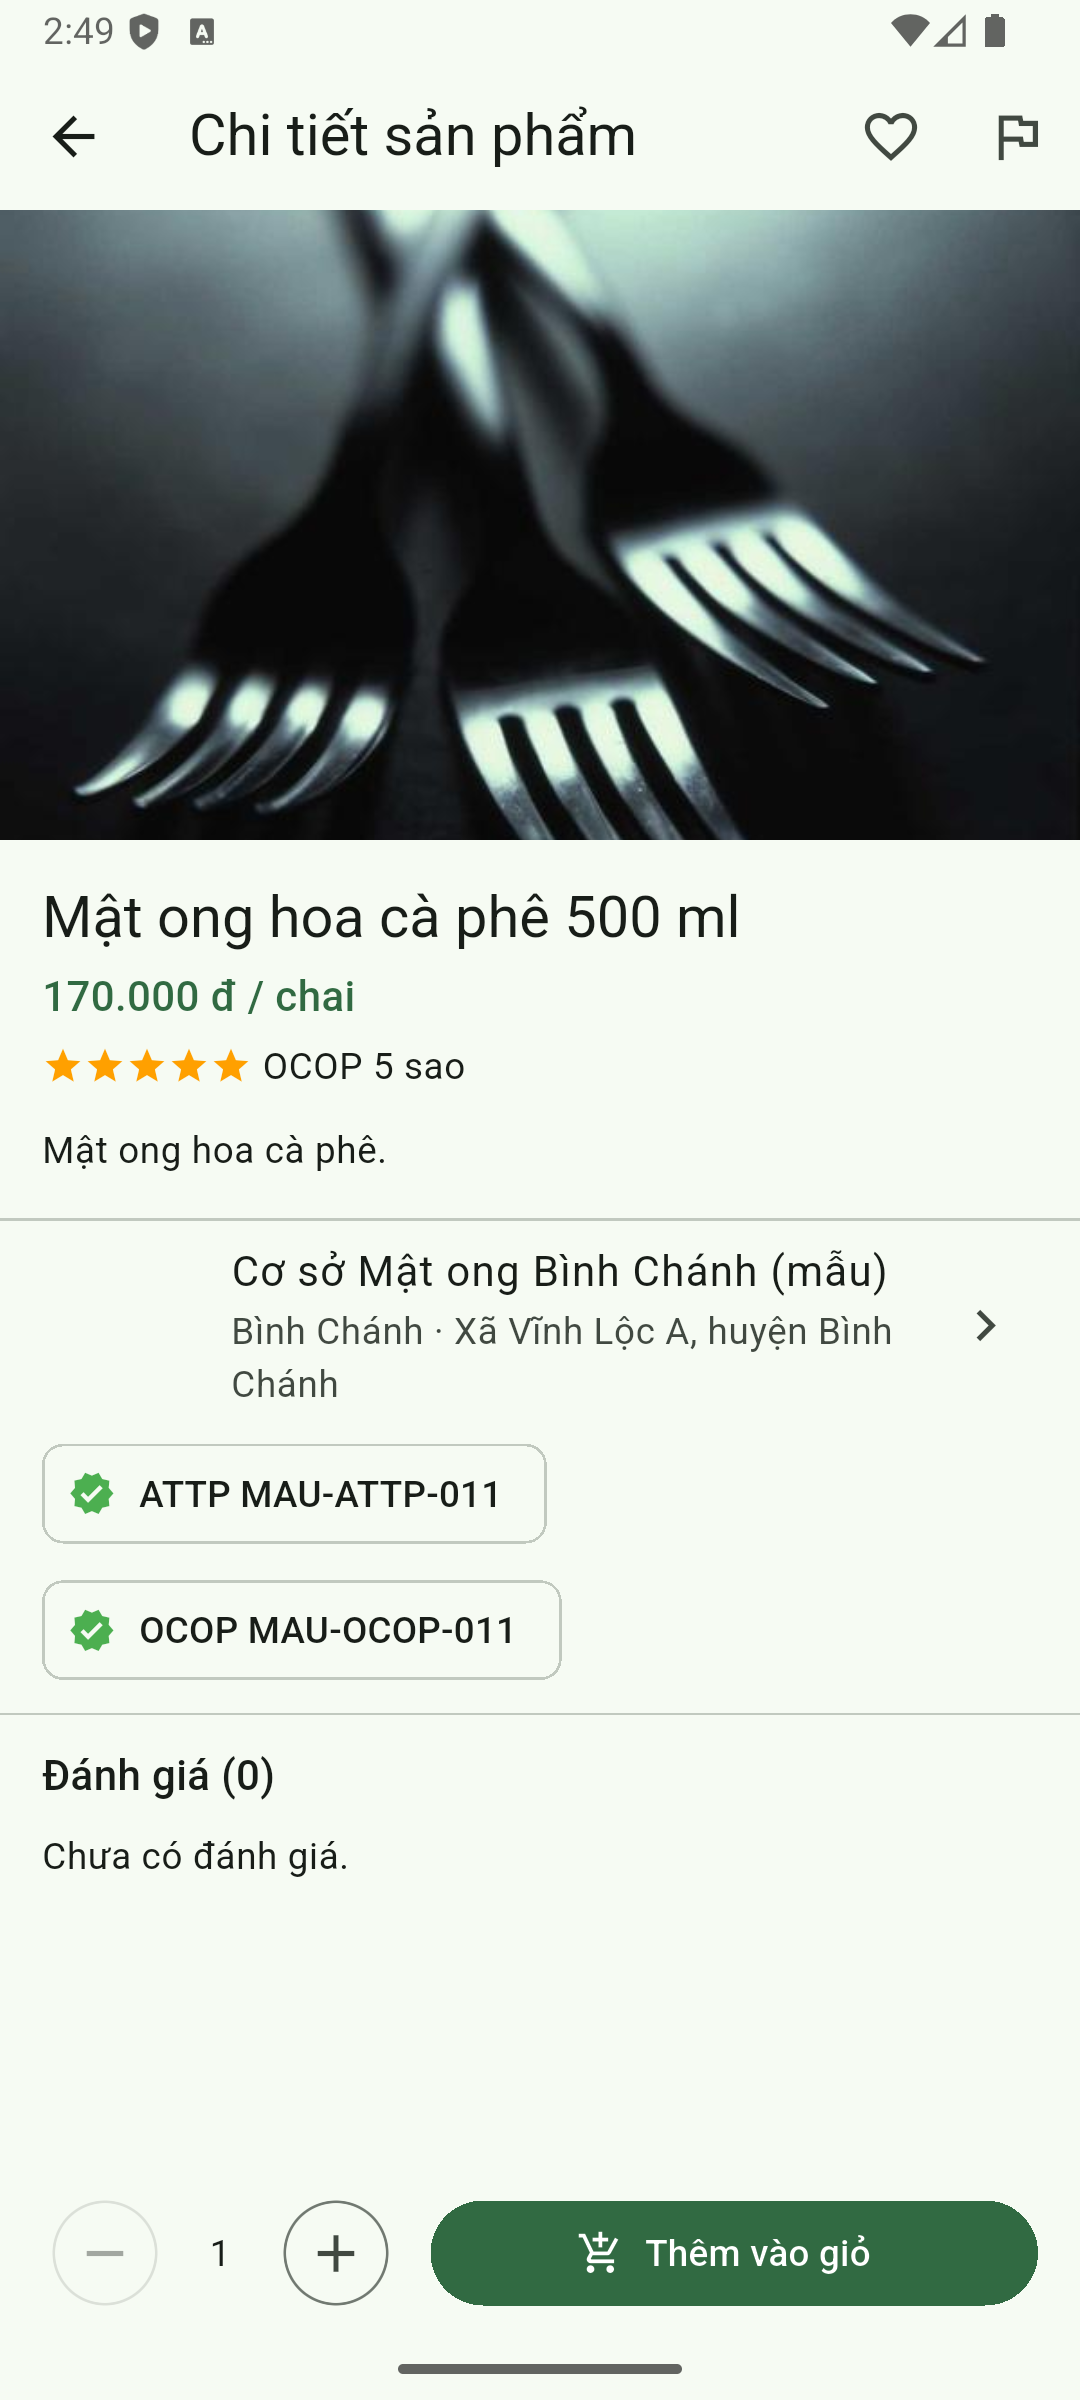 2:49
Chi tiết sản phẩm
Mật ong hoa cà phê 500 ml
170.000 đ / chai
OCOP 5 sao
Mật ong hoa cà phê.
Cơ sở Mật ong Bình Chánh (mẫu)
Bình Chánh · Xã Vĩnh Lộc A, huyện Bình
Chánh
ATTP MAU-ATTP-011
OCOP MAU-OCOP-011
Đánh giá (0)
Chưa có đánh giá.
1
Thêm vào giỏ